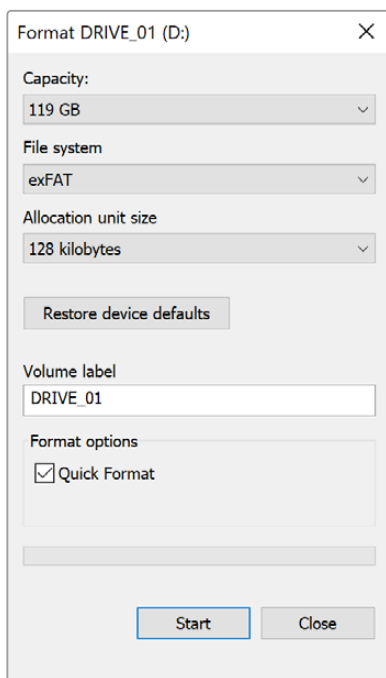 Format DRIVE_01 (D:)
Capacity:
119 GB
File system
exFAT
Allocation unit size
128 kilobytes
Restore device defaults
Volume label
DRIVE_01
Format options
Quick Format
Start Close